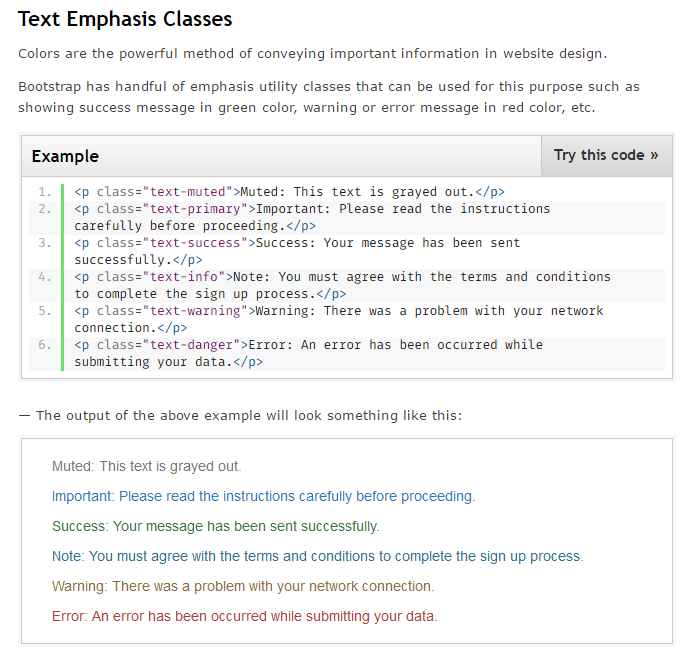 Text Emphasis Classes
Colors are the powerful method of conveying important information in website design.
Bootstrap has handful of emphasis utility classes that can be used for this purpose such as
showing success message in green color, warning or error message in red color, etc.
Example
Try this code »
1. <p class="text-muted">Muted: This text is grayed out.</p>
2. <p class="text-primary">Important: Please read the instructions
carefully before proceeding.</p>
3. <p class="text-success">Success: Your message has been sent
successfully.</p>
4. <p class="text-info">Note: You must agree with the terms and conditions
to complete the sign up process.</p>
5. <p class="text-warning">Warning: There was a problem with your network
connection.</p>
6. <p class="text-danger">Error: An error has been occurred while
submitting your data.</p>
— The output of the above example will look something like this:
Muted: This text is grayed out.
Important: Please read the instructions carefully before proceeding.
Success: Your message has been sent successfully.
Note: You must agree with the terms and conditions to complete the sign up process.
Warning: There was a problem with your network connection.
Error: An error has been occurred while submitting your data.